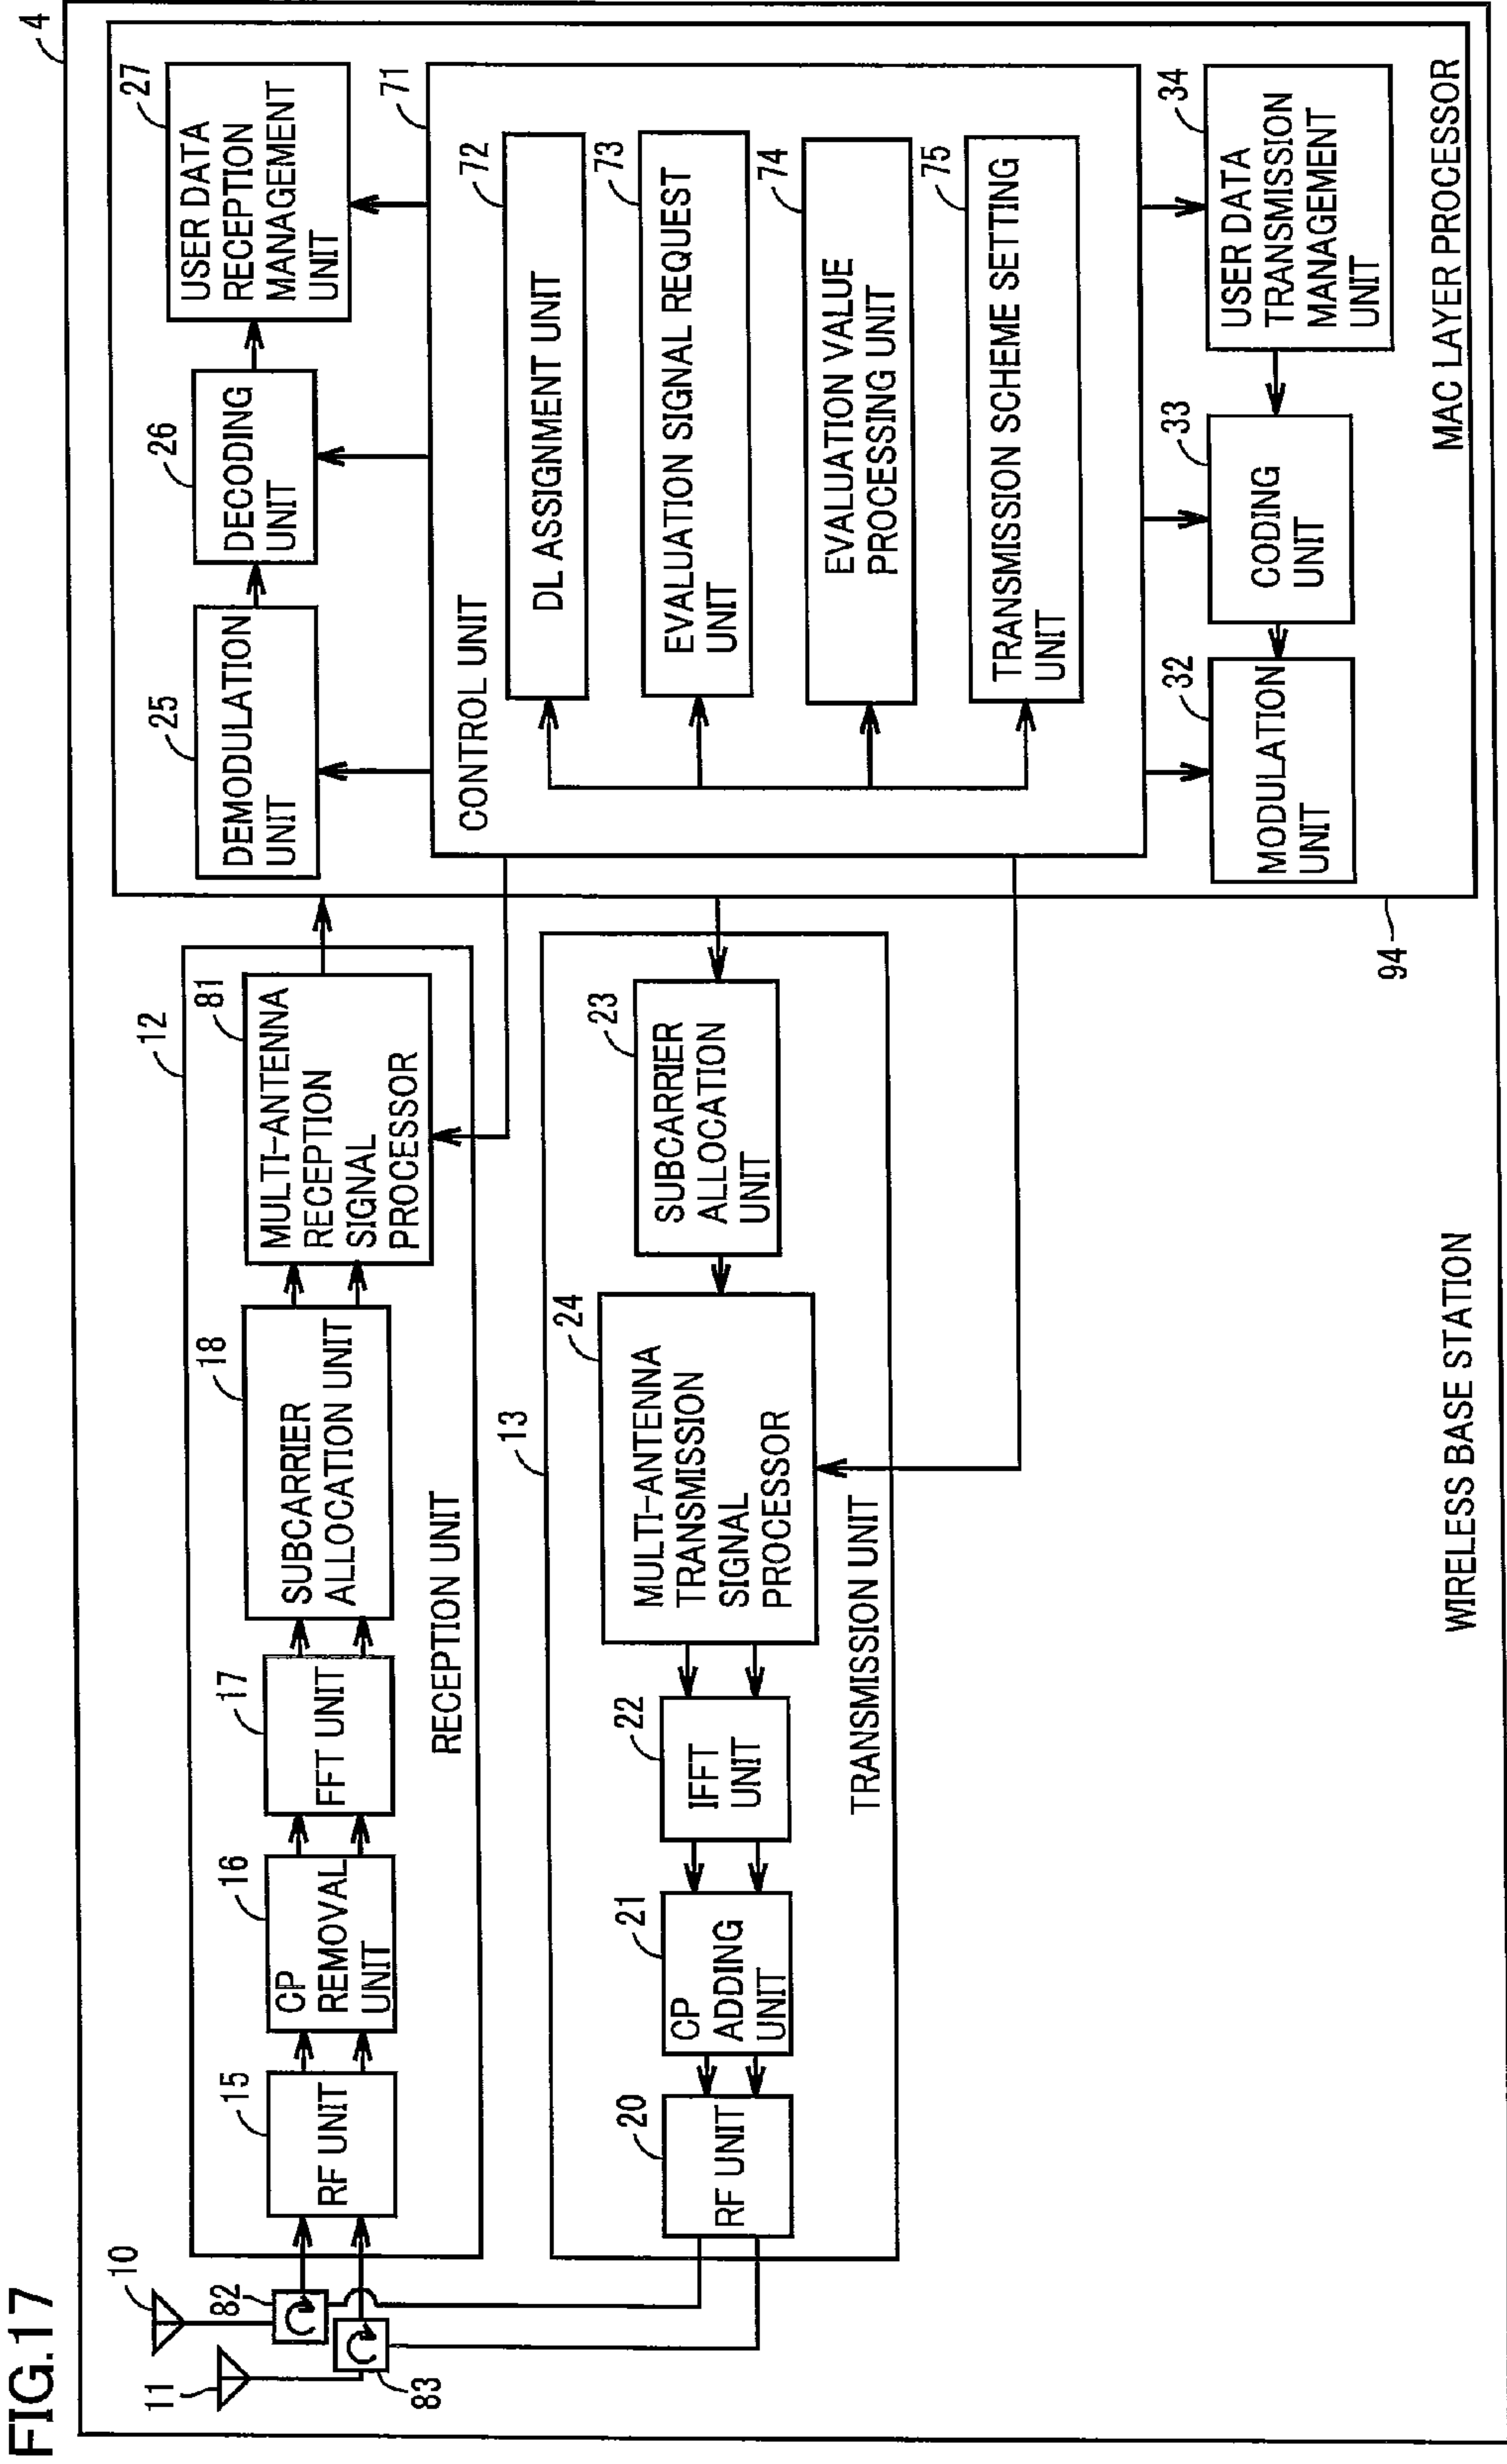 FIG.17
4
10
11
82
83
12
15
RF UNIT
16
CP
REMOVAL
UNIT
17
FFT UNIT
18
SUBCARRIER
ALLOCATION UNIT
81
MULTI-ANTENNA
RECEPTION
SIGNAL
PROCESSOR
RECEPTION UNIT
13
20
RF UNIT
21
CP
ADDING
UNIT
22
IFFT
UNIT
24
MULTI-ANTENNA
TRANSMISSION
SIGNAL
PROCESSOR
23
SUBCARRIER
ALLOCATION
UNIT
TRANSMISSION UNIT
25
DEMODULATION
UNIT
26
DECODING
UNIT
27
USER DATA
RECEPTION
MANAGEMENT
UNIT
71
CONTROL UNIT
72
DL ASSIGNMENT UNIT
73
EVALUATION SIGNAL REQUEST
UNIT
74
EVALUATION VALUE
PROCESSING UNIT
75
TRANSMISSION SCHEME SETTING
UNIT
32
MODULATION
UNIT
33
CODING
UNIT
34
USER DATA
TRANSMISSION
MANAGEMENT
UNIT
94
MAC LAYER PROCESSOR
WIRELESS BASE STATION